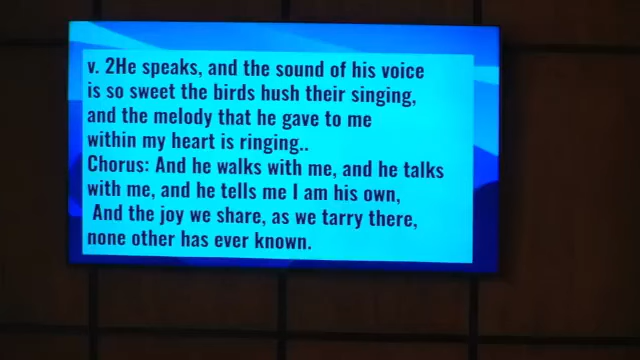 v. 2He speaks, and the sound of his voice
is so sweet the birds hush their singing,
and the melody that he gave to me
within my heart is ringing..
Chorus: And he walks with me, and he talks
with me, and he tells me I am his own,
And the joy we share, as we tarry there,
none other has ever known.